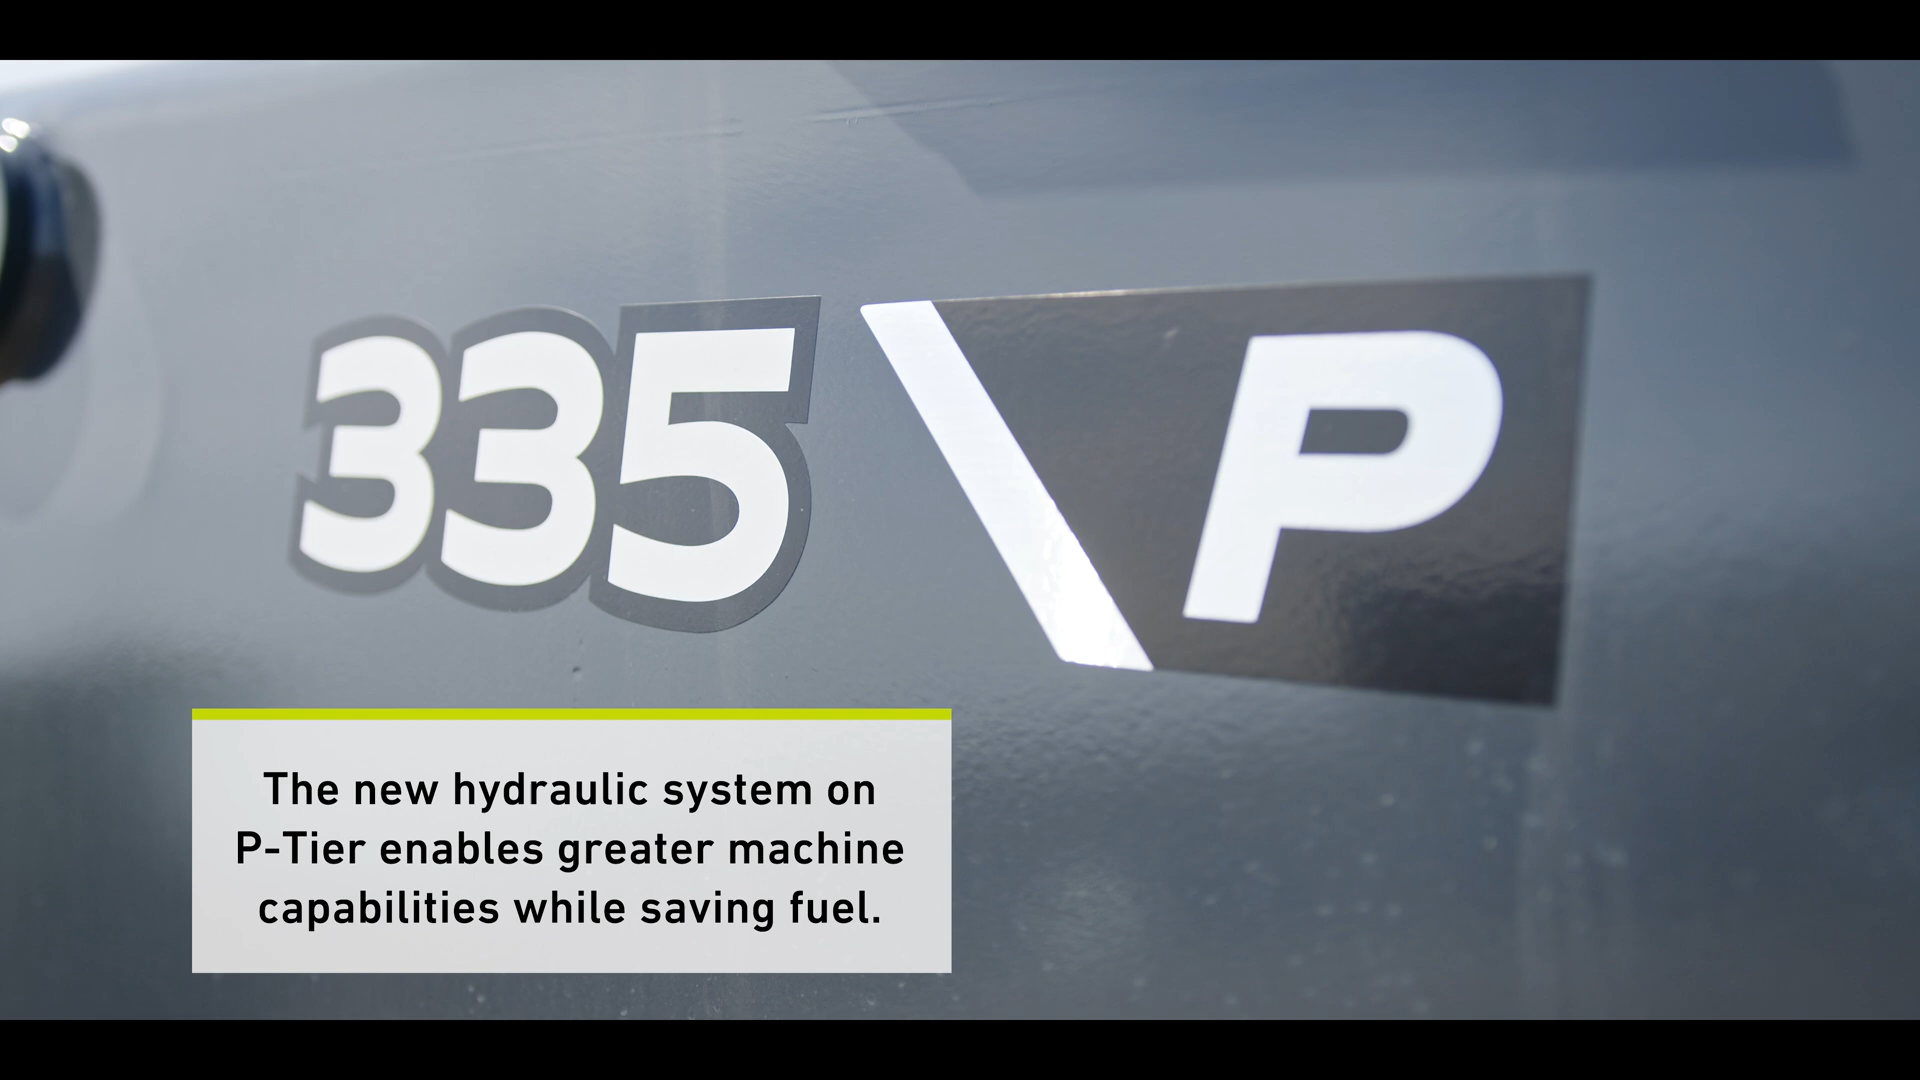 335 P
The new hydraulic system on
P-Tier enables greater machine
capabilities while saving fuel.